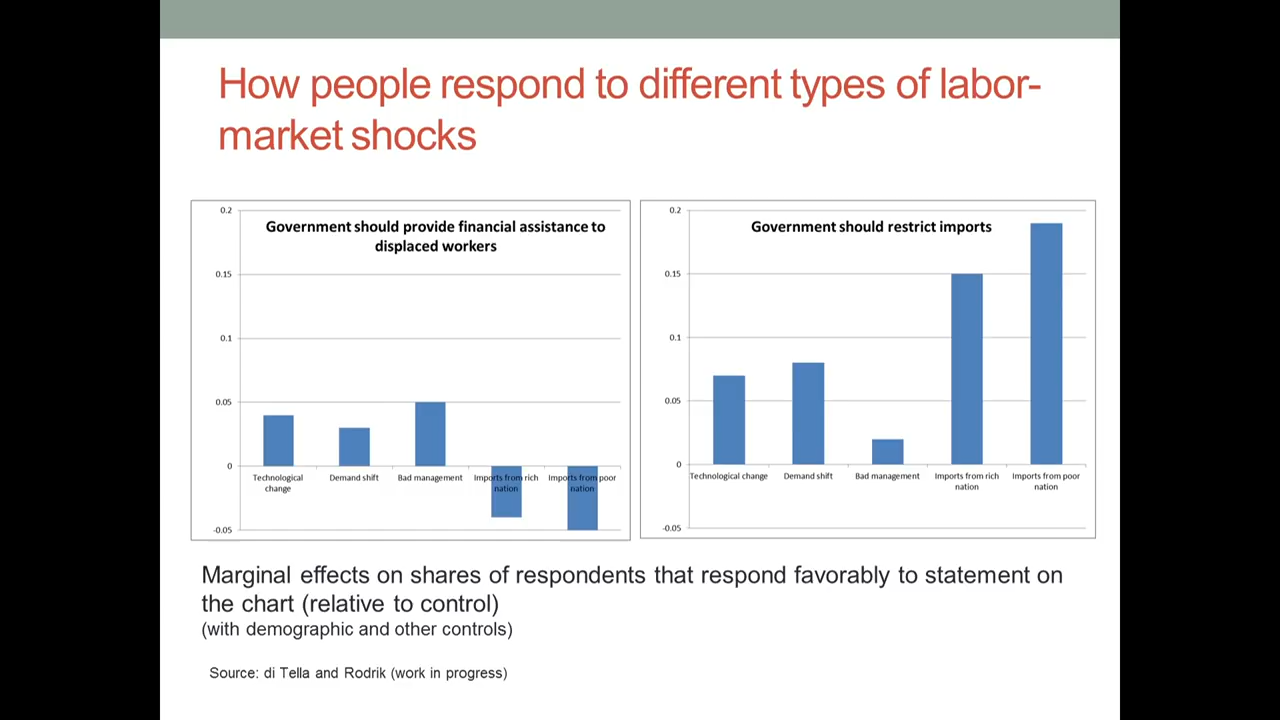 How people respond to different types of labor-
market shocks
Government should provide financial assistance to
displaced workers
0.2
0.15
0.1
0.05
0
-0.05
Technological
change
Demand shift
Bad management
Imports from rich
nation
Imports from poor
nation
Government should restrict imports
0.2
0.15
0.1
0.05
0
-0.05
Technological change
Demand shift
Bad management
Imports from rich
nation
Imports from poor
nation
Marginal effects on shares of respondents that respond favorably to statement on
the chart (relative to control)
(with demographic and other controls)
Source: di Tella and Rodrik (work in progress)